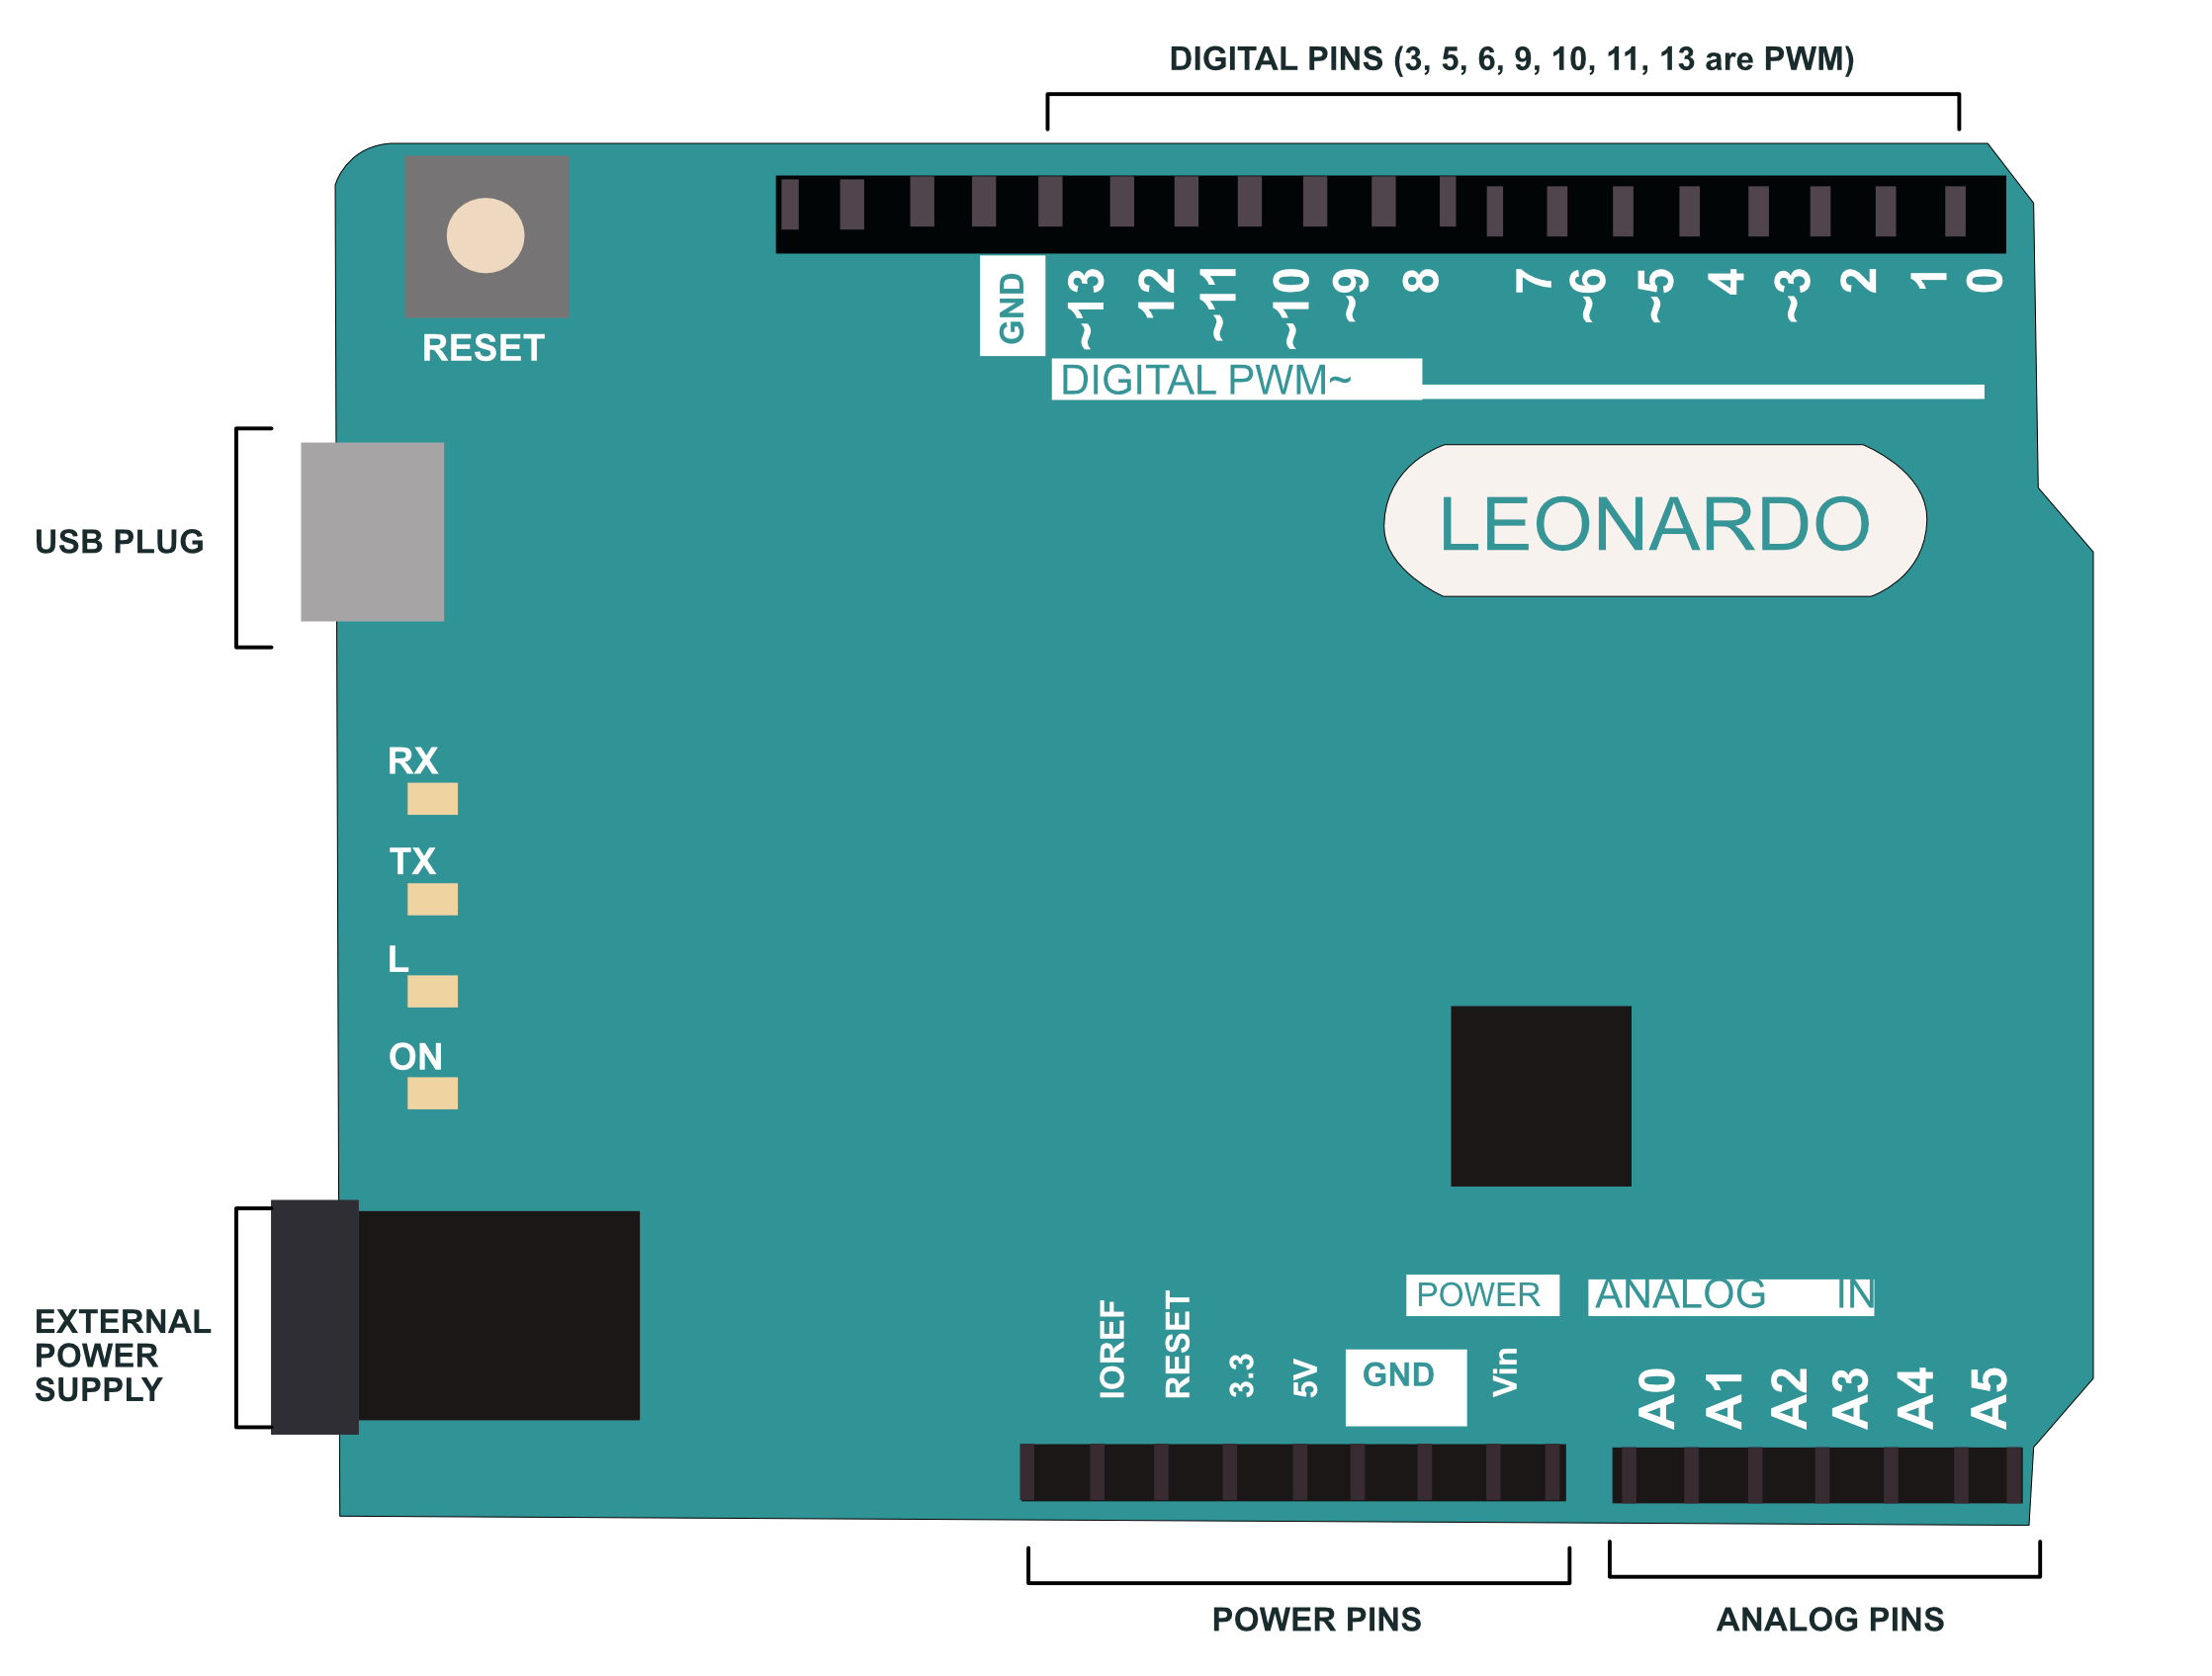 DIGITAL PINS (3, 5, 6, 9, 10, 11, 13 are PWM)
GND
~13
12
~11
~10
~9
8
7
~6
~5
4
~3
2
1
0
RESET
DIGITAL PWM~
LEONARDO
USB PLUG
RX
TX
L
ON
EXTERNAL
POWER
SUPPLY
POWER
ANALOG IN
IOREF
RESET
3.3
5V
GND
Vin
A0
A1
A2
A3
A4
A5
POWER PINS
ANALOG PINS